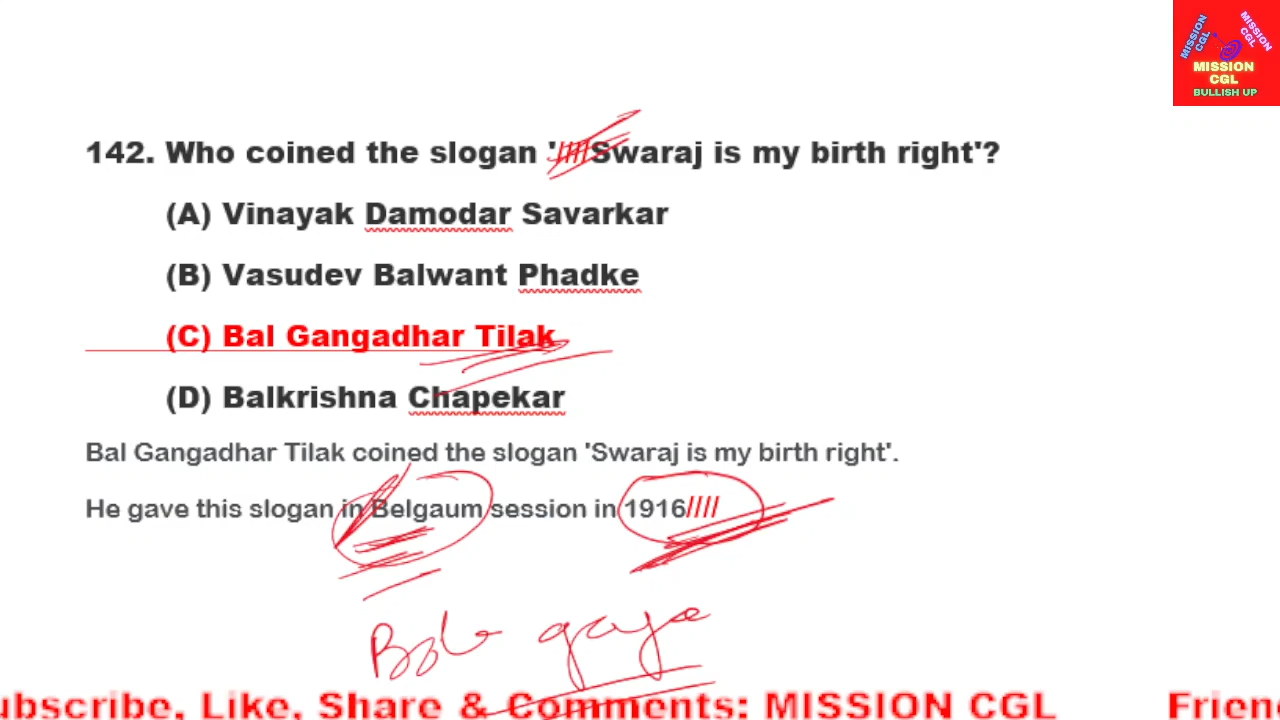 MISSION CGL
MISSION CGL
MISSION
CGL
BULLISH UP
142. Who coined the slogan '////Swaraj is my birth right'?
(A) Vinayak Damodar Savarkar
(B) Vasudev Balwant Phadke
(C) Bal Gangadhar Tilak
(D) Balkrishna Chapekar
Bal Gangadhar Tilak coined the slogan 'Swaraj is my birth right'.
He gave this slogan in Belgaum session in 1916////
gaye
ubscribe, Like, Share & Comments: MISSION CGL Frien